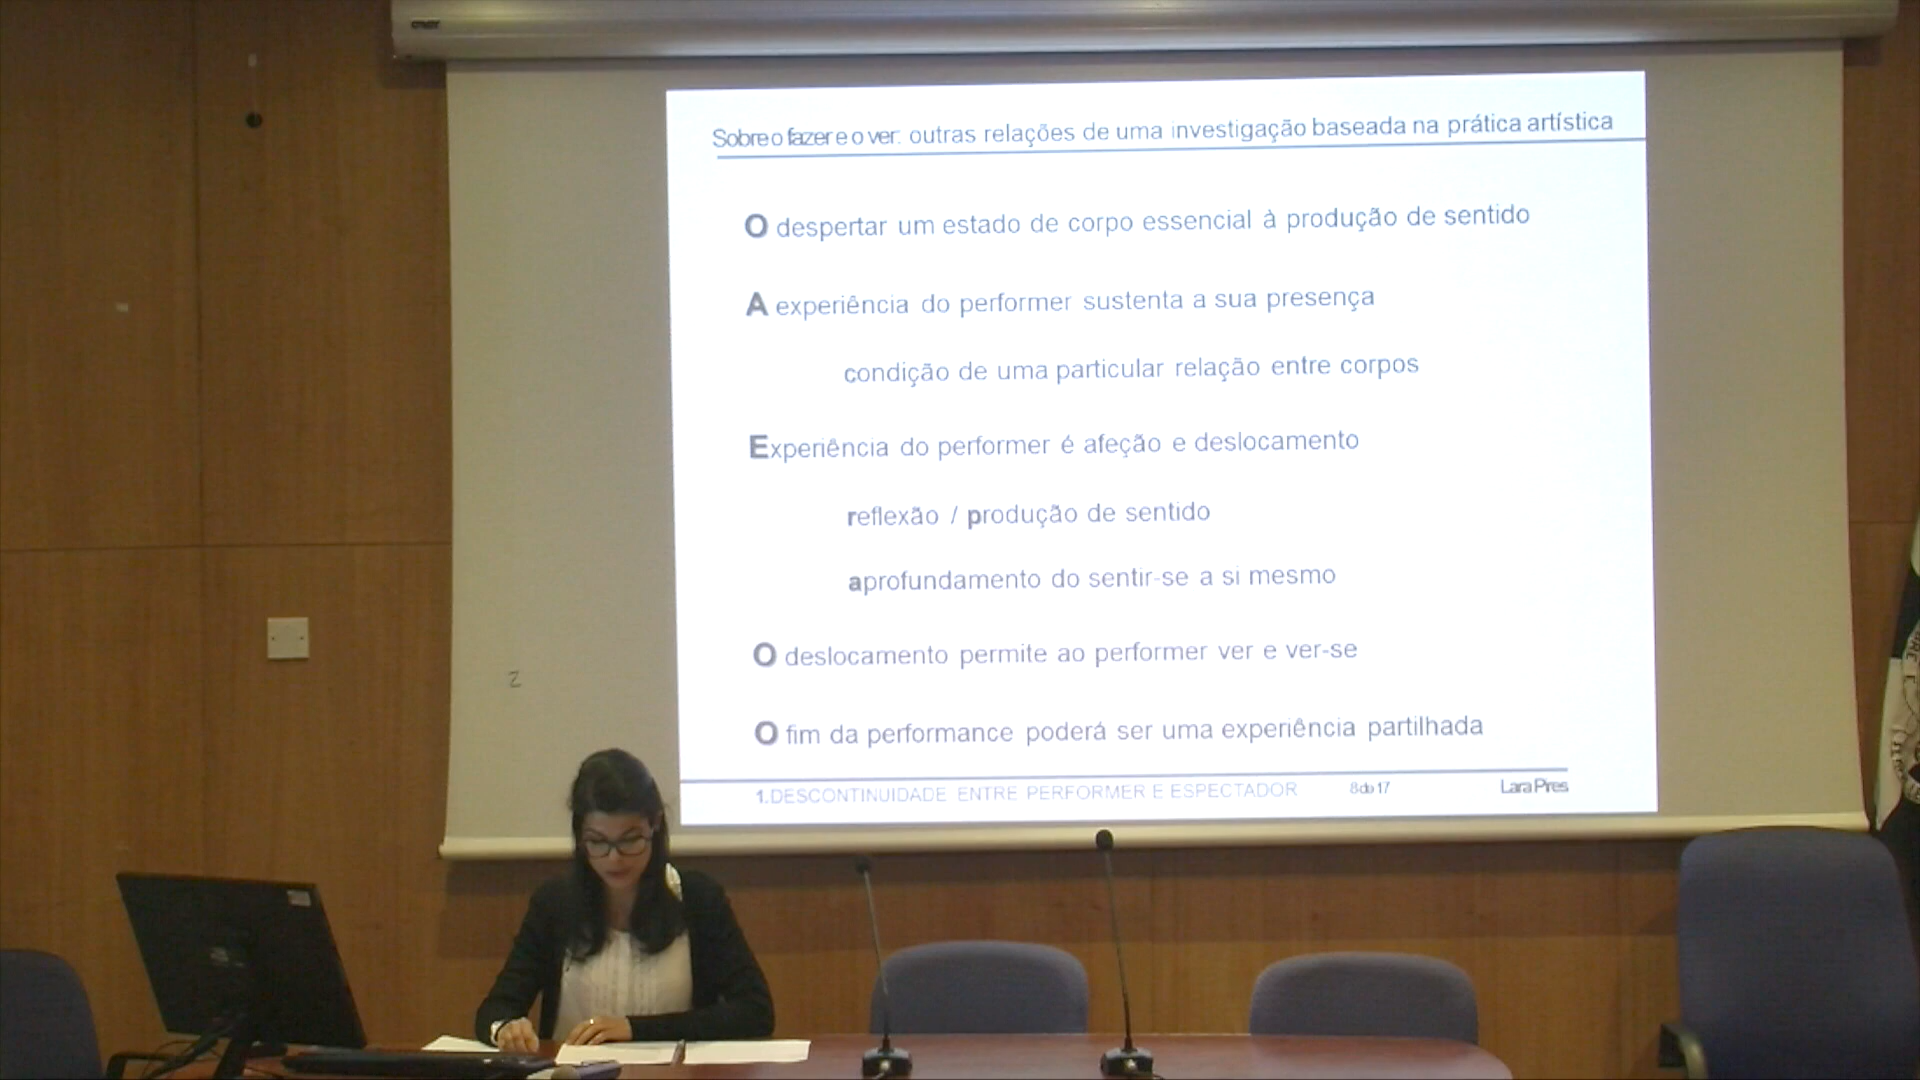 Sobre o fazer e o ver: outras relações de uma investigação baseada na prática artística
O despertar um estado de corpo essencial à produção de sentido
A experiência do performer sustenta a sua presença
condição de uma particular relação entre corpos
Experiência do performer é afeção e deslocamento
reflexão / produção de sentido
aprofundamento do sentir-se a si mesmo
O deslocamento permite ao performer ver e ver-se
O fim da performance poderá ser uma experiência partilhada
1.DESCONTINUIDADE ENTRE PERFORMER E ESPECTADOR 8 do 17 Lara Pires